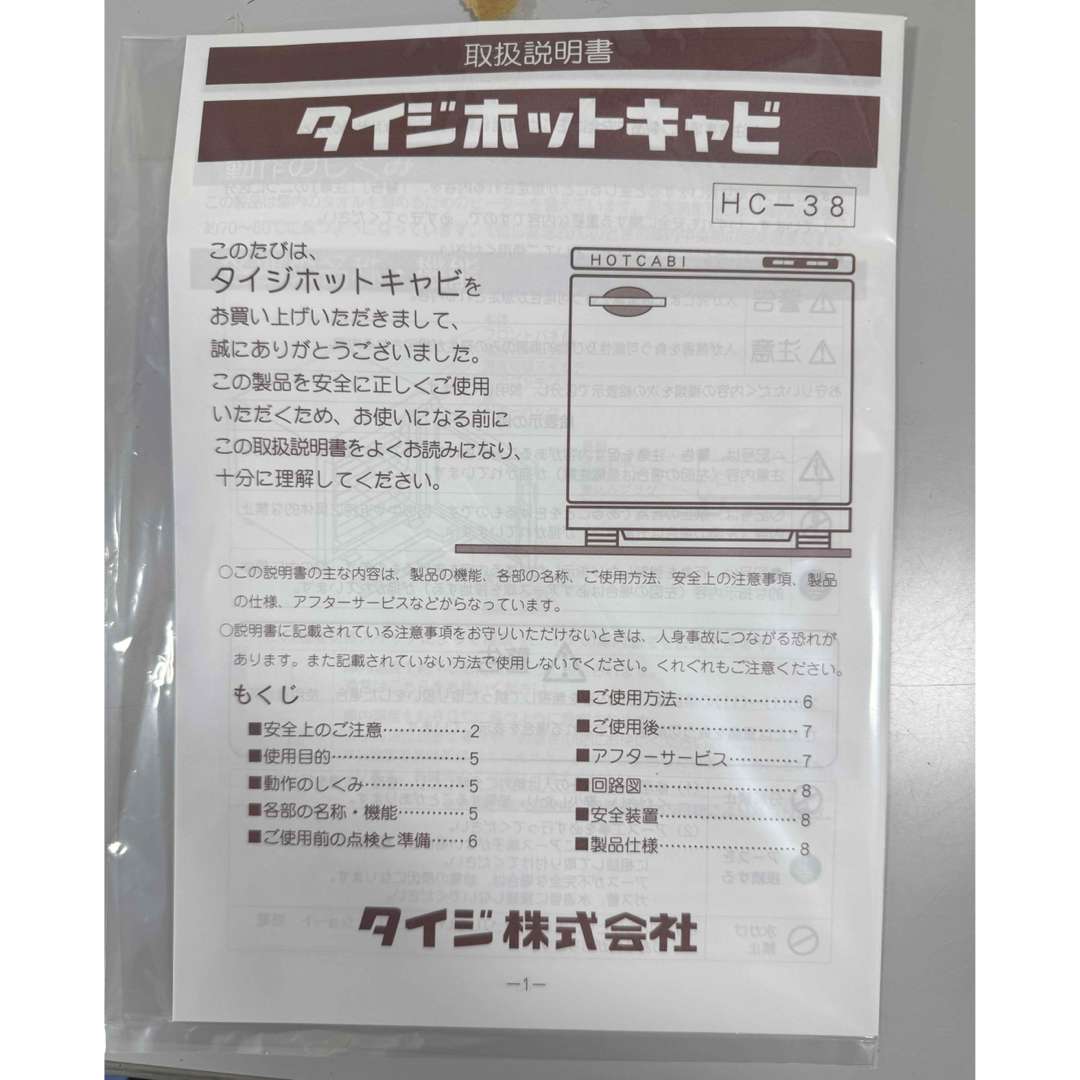 取扱説明書
タイジホットキャビ
HC-38
このたびは、
タイジホットキャビを
お買い上げいただきまして、
誠にありがとうございました。
この製品を安全に正しくご使用
いただくため、お使いになる前に
この取扱説明書をよくお読みになり、
十分に理解してください。
HOTCABI
○この説明書の主な内容は、製品の機能、各部の名称、ご使用方法、安全上の注意事項、製品
の仕様、アフターサービスなどからなっています。
○説明書に記載されている注意事項をお守りいただけないときは、人身事故につながる恐れが
あります。また記載されていない方法で使用しないでください。くれぐれもご注意ください。
もくじ
■安全上のご注意……………2
■使用目的……………………5
■動作のしくみ………………5
■各部の名称・機能…………5
■ご使用前の点検と準備……6
■ご使用方法…………………6
■ご使用後……………………7
■アフターサービス…………7
■回路図………………………8
■安全装置……………………8
■製品仕様……………………8
タイジ株式会社
—1—